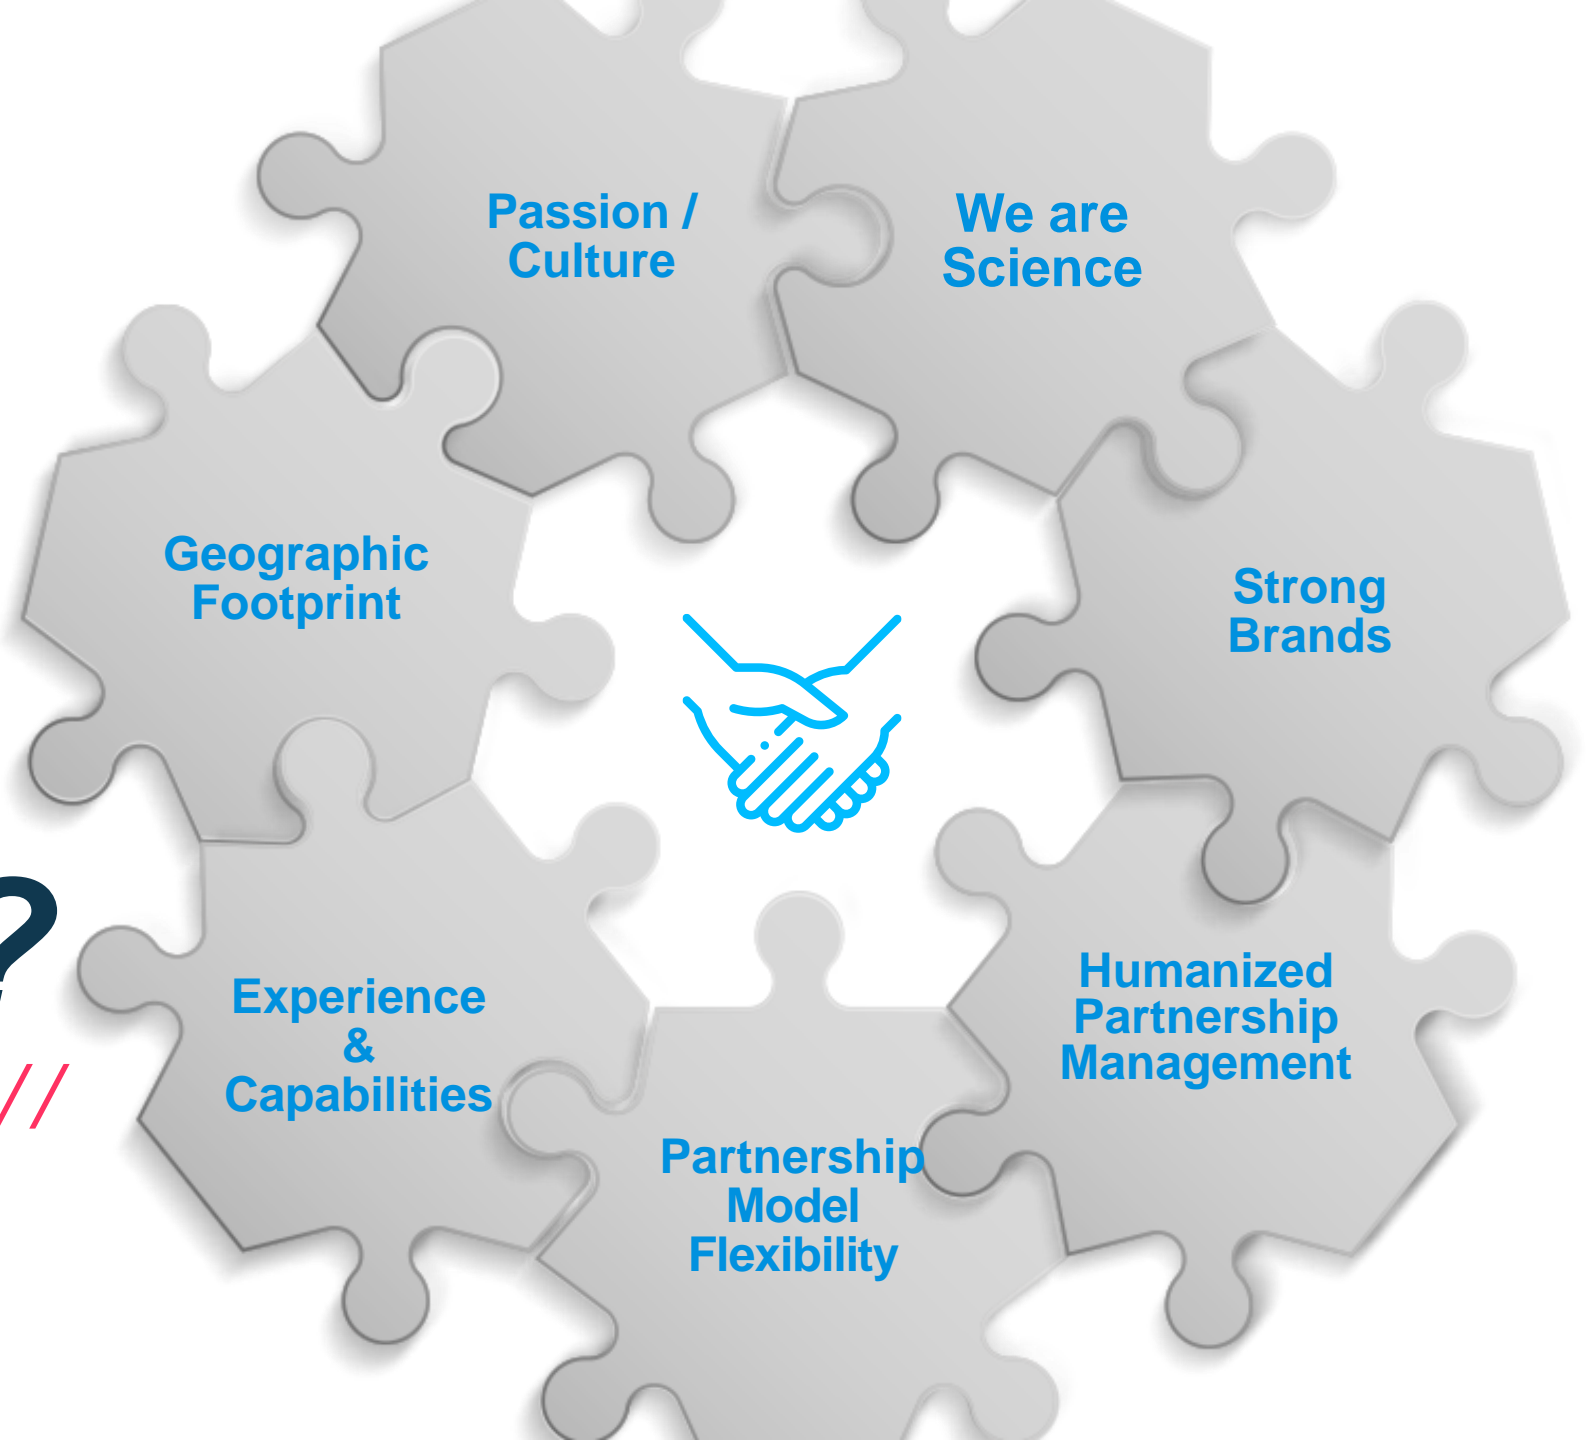 Passion /
Culture
We are
Science
Geographic
Footprint
Strong
Brands
?
//
Experience
&
Capabilities
Humanized
Partnership
Management
Partnership
Model
Flexibility